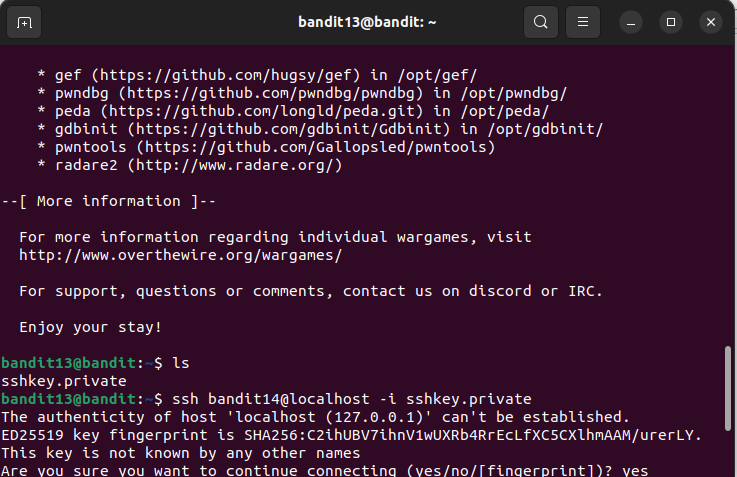 bandit13@bandit: ~
* gef (https://github.com/hugsy/gef) in /opt/gef/
* pwndbg (https://github.com/pwndbg/pwndbg) in /opt/pwndbg/
* peda (https://github.com/longld/peda.git) in /opt/peda/
* gdbinit (https://github.com/gdbinit/Gdbinit) in /opt/gdbinit/
* pwntools (https://github.com/Gallopsled/pwntools)
* radare2 (http://www.radare.org/)
--[ More information ]--
For more information regarding individual wargames, visit
http://www.overthewire.org/wargames/
For support, questions or comments, contact us on discord or IRC.
Enjoy your stay!
bandit13@bandit:~$ ls
sshkey.private
bandit13@bandit:~$ ssh bandit14@localhost -i sshkey.private
The authenticity of host 'localhost (127.0.0.1)' can't be established.
ED25519 key fingerprint is SHA256:C2ihUBV7ihnV1wUXRb4RrEcLfXC5CXlhmAAM/urerLY.
This key is not known by any other names
Are you sure you want to continue connecting (yes/no/[fingerprint])? yes